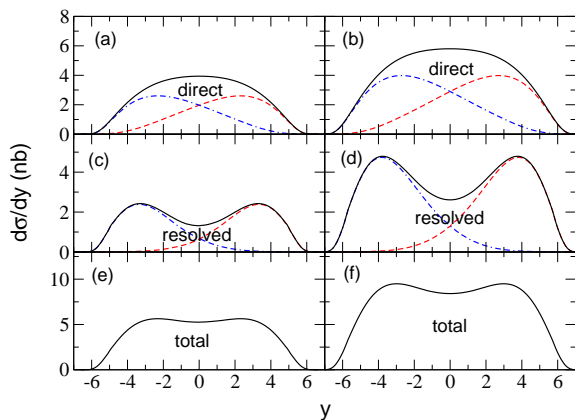 8
6
4
2
0
(a)
direct
(b)
direct
dσ/dy (nb)
4
2
0
(c)
resolved
(d)
resolved
10
5
0
(e)
total
(f)
total
-6 -4 -2 0 2 4 6 -6 -4 -2 0 2 4 6
y